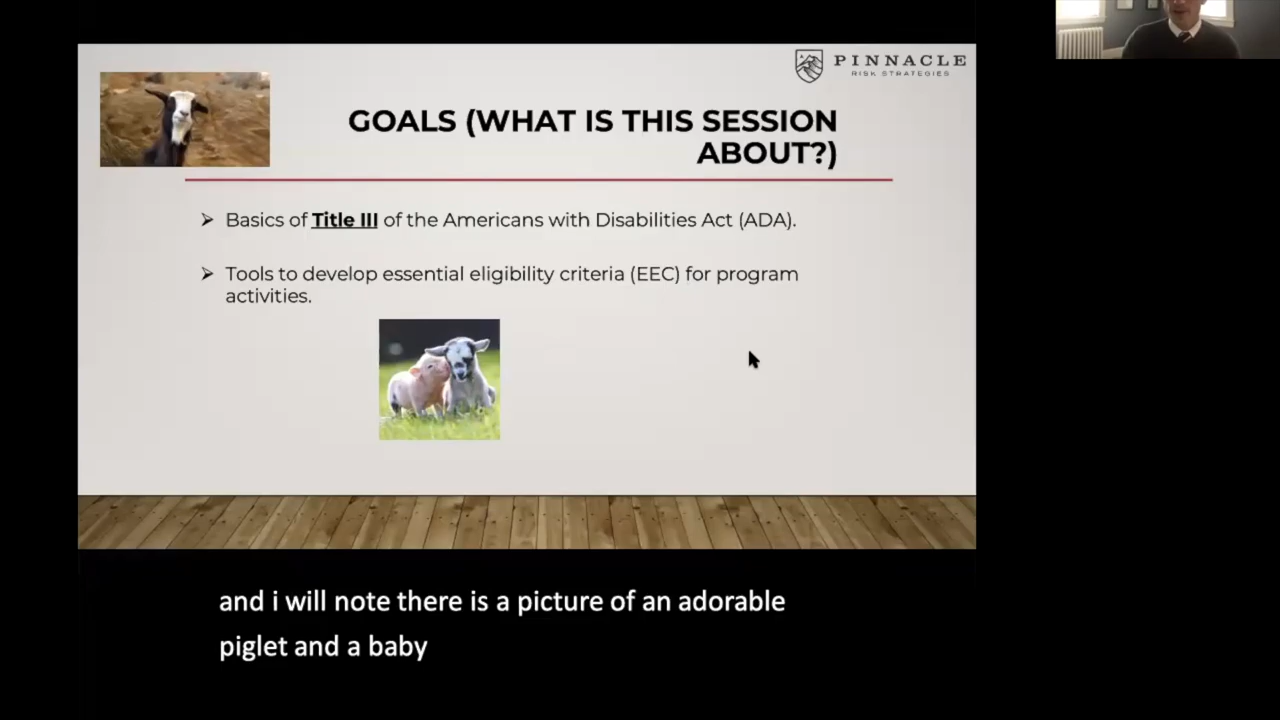 PINNACLE
RISK STRATEGIES
GOALS (WHAT IS THIS SESSION
ABOUT?)
➢ Basics of Title III of the Americans with Disabilities Act (ADA).
➢ Tools to develop essential eligibility criteria (EEC) for program
activities.
and i will note there is a picture of an adorable
piglet and a baby